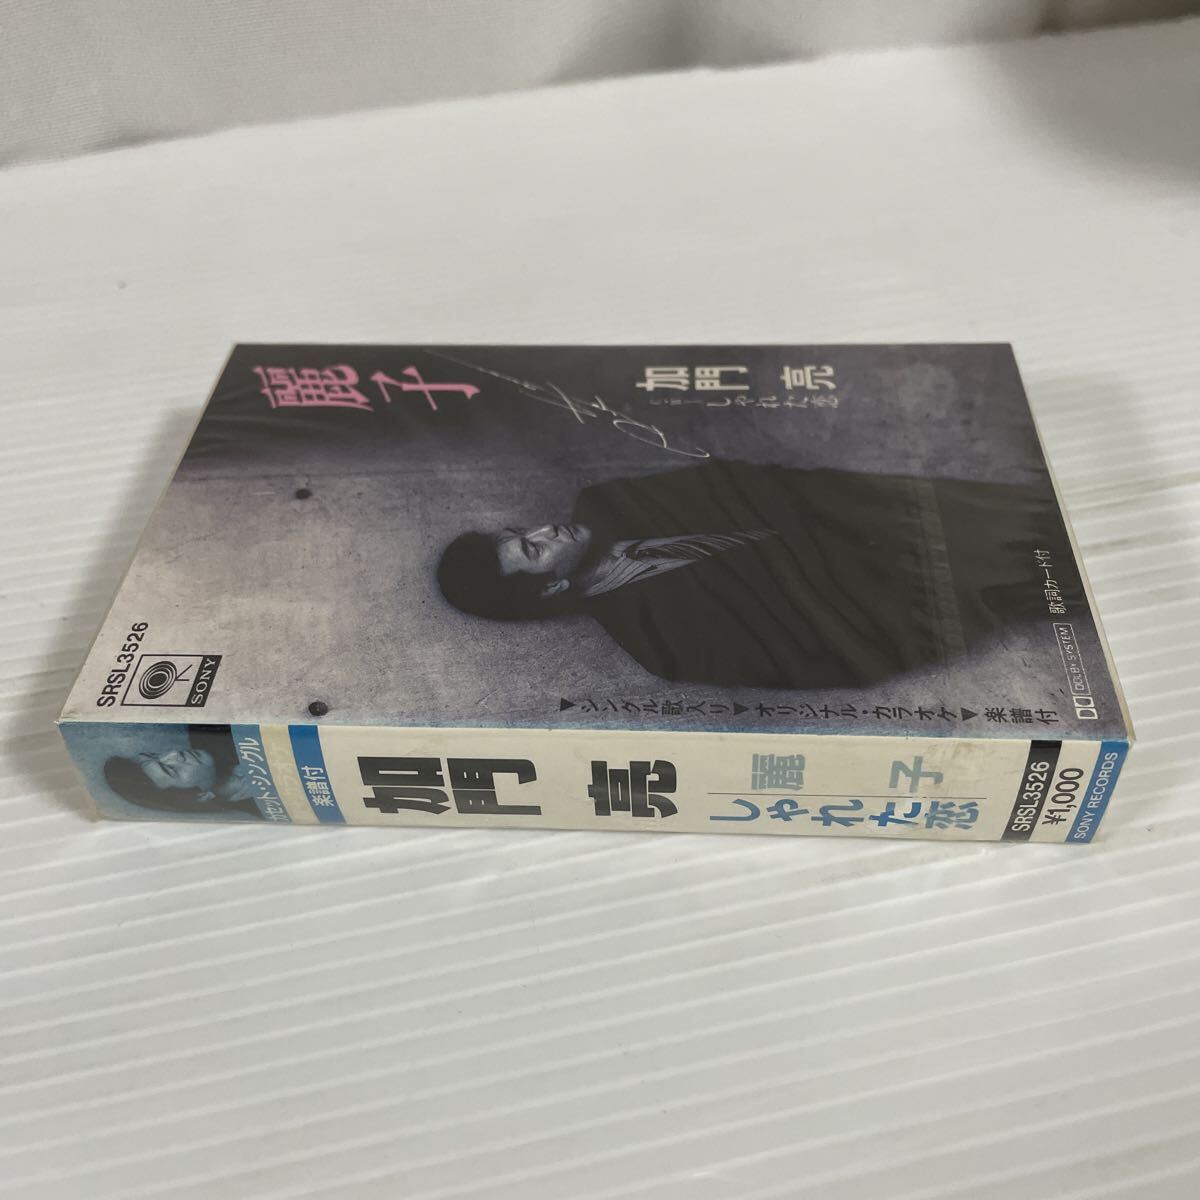 麗子
加門 亮
しゃれた恋
SRSL3526
SONY
▼シングル歌入り▼オリジナル・カラオケ▼楽譜付
DOLBY SYSTEM 歌詞カード付
カセット・シングル
楽譜付
加門 亮
麗子
しゃれた恋
SRSL3526
¥1,000
SONY RECORDS